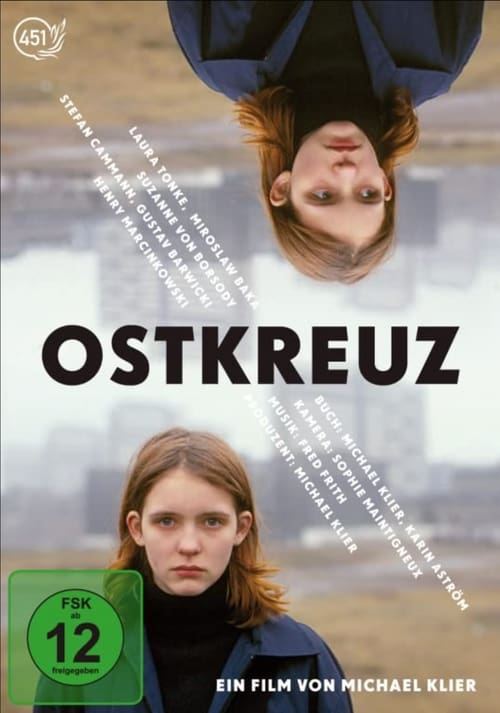 451
LAURA TONKE, MIROSLAW BAKA
SUZANNE VON BORSODY
STEFAN CAMMANN, GUSTAV BARWICKI
HENRY MARCINKOWSKI
OSTKREUZ
BUCH: MICHAEL KLIER, KARIN ASTRÖM
KAMERA: SOPHIE MAINTIGNEUX
MUSIK: FRED FRITH
PRODUZENT: MICHAEL KLIER
FSK
ab
12
freigegeben
EIN FILM VON MICHAEL KLIER